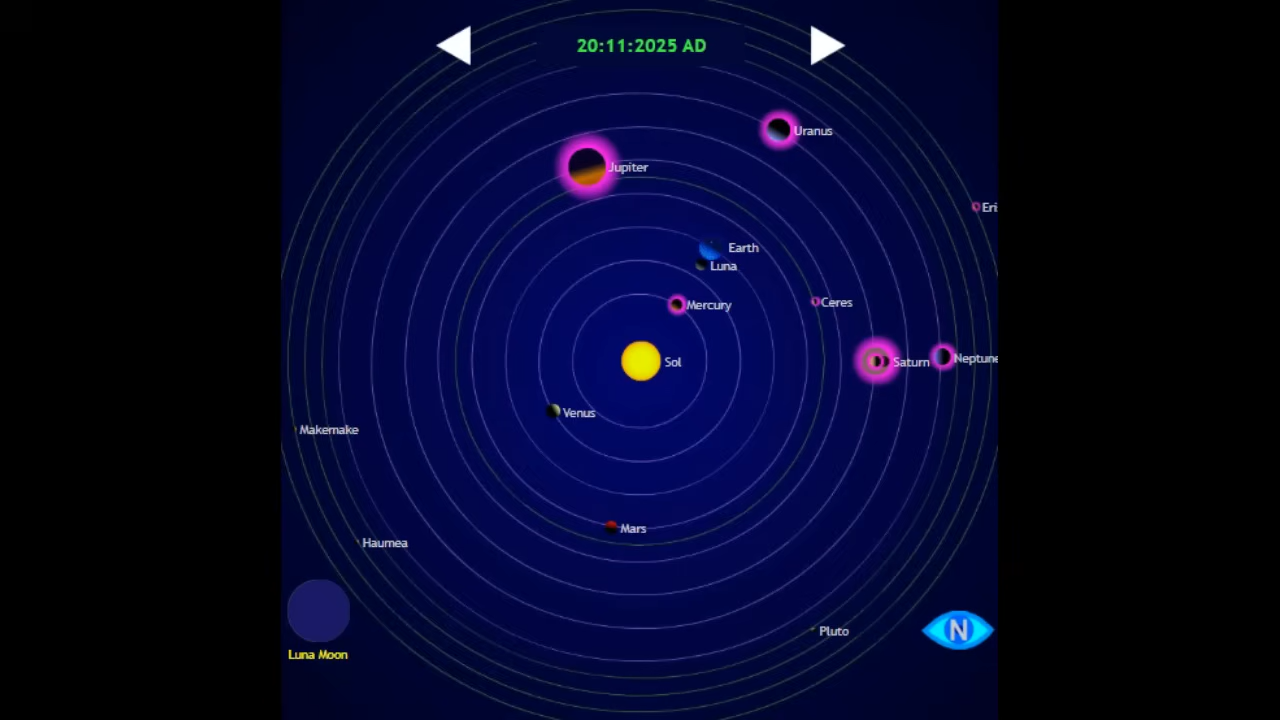 20:11:2025 AD
Uranus
Jupiter
Eri
Earth
Luna
Ceres
Mercury
Neptune
Sol
Saturn
Venus
Makemake
Mars
Haumea
Pluto
N
Luna Moon